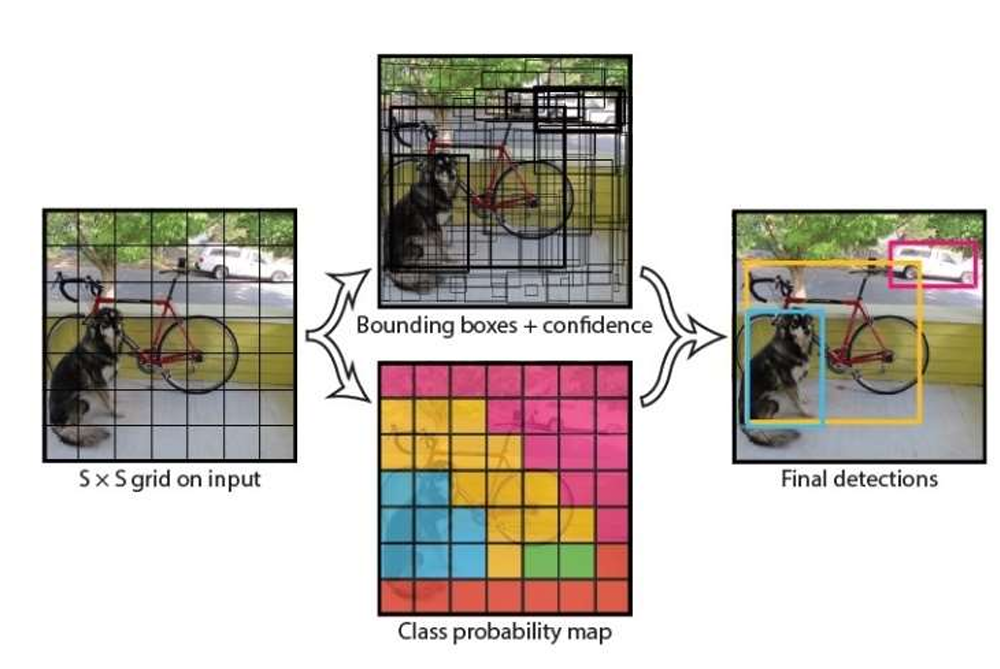 S × S grid on input
Bounding boxes + confidence
Class probability map
Final detections